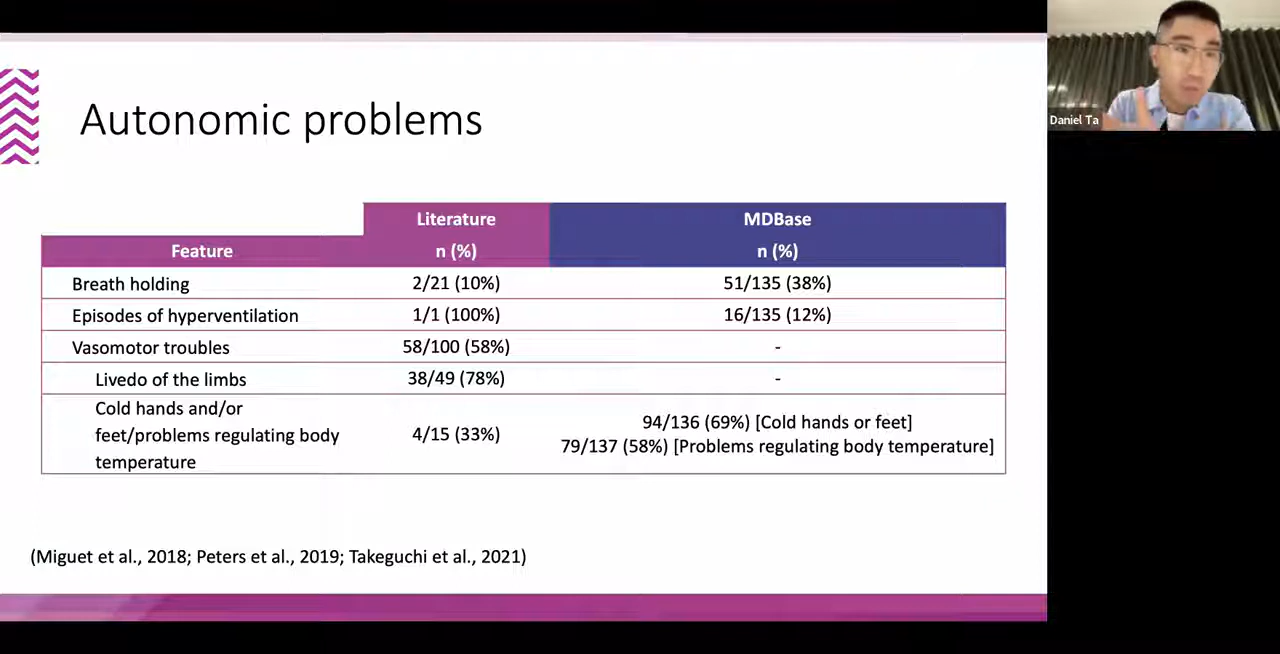 Autonomic problems
Daniel Ta
Literature MDBase
Feature n (%) n (%)
Breath holding 2/21 (10%) 51/135 (38%)
Episodes of hyperventilation 1/1 (100%) 16/135 (12%)
Vasomotor troubles 58/100 (58%) -
Livedo of the limbs 38/49 (78%) -
Cold hands and/or
feet/problems regulating body
temperature
4/15 (33%)
94/136 (69%) [Cold hands or feet]
79/137 (58%) [Problems regulating body temperature]
(Miguet et al., 2018; Peters et al., 2019; Takeguchi et al., 2021)